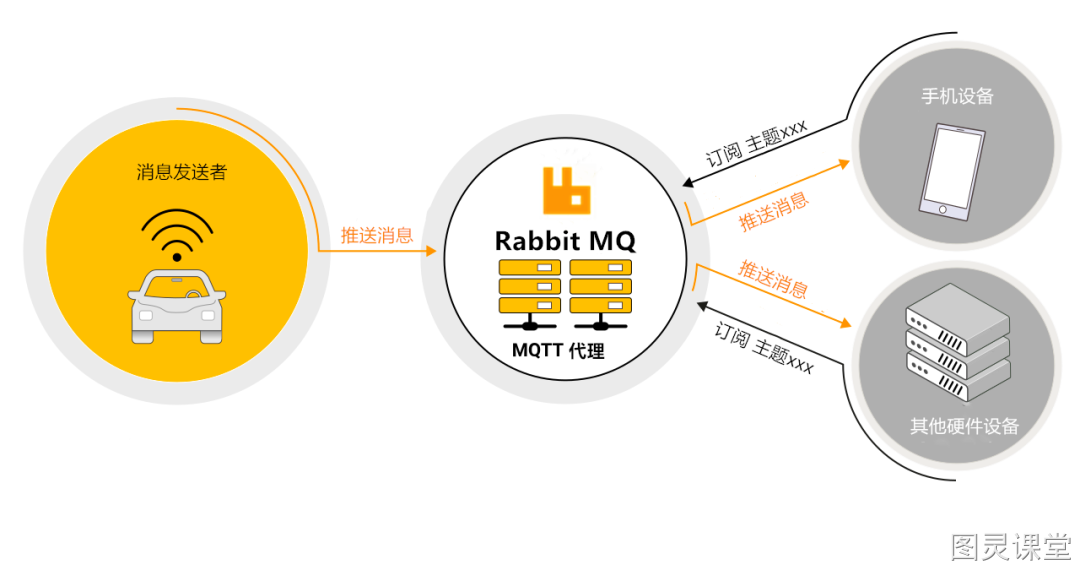 消息发送者
推送消息
Rabbit MQ
MQTT 代理
订阅 主题xxx
推送消息
手机设备
推送消息
订阅 主题xxx
其他硬件设备
图灵课堂